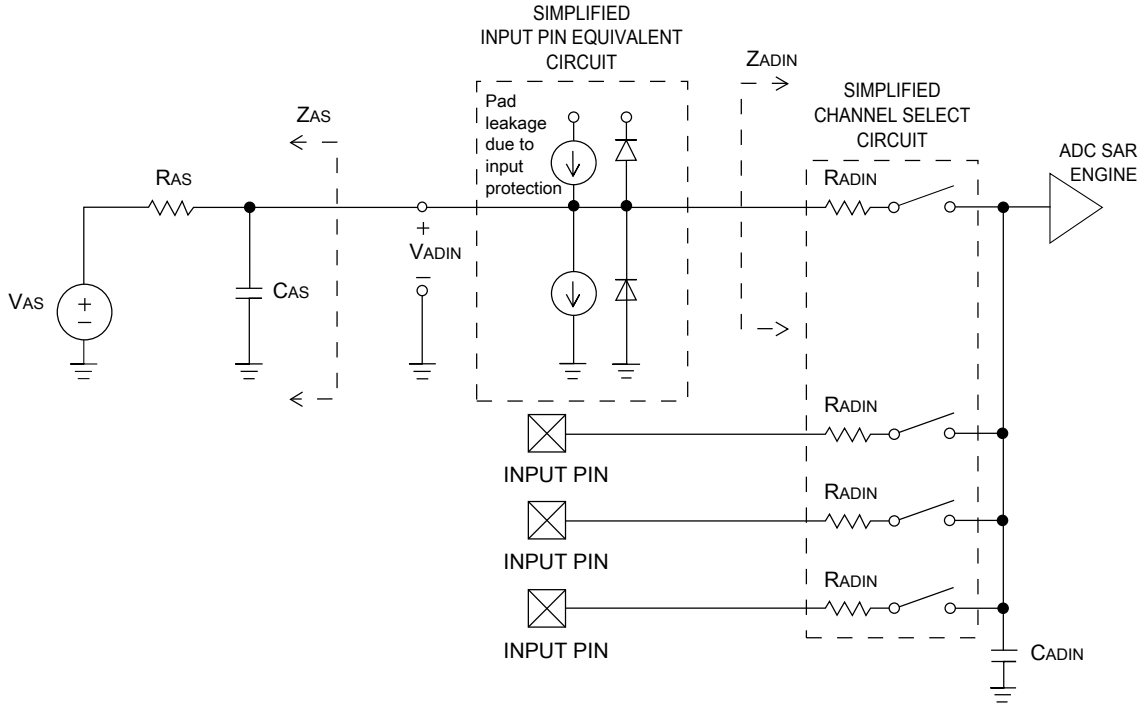 SIMPLIFIED
INPUT PIN EQUIVALENT
CIRCUIT
ZADIN
SIMPLIFIED
CHANNEL SELECT
CIRCUIT
Pad
leakage
due to
input
protection
ZAS
RAS
RADIN
ADC SAR
ENGINE
+
VADIN
–
CAS
VAS
+
–
RADIN
INPUT PIN
RADIN
INPUT PIN
RADIN
INPUT PIN
CADIN